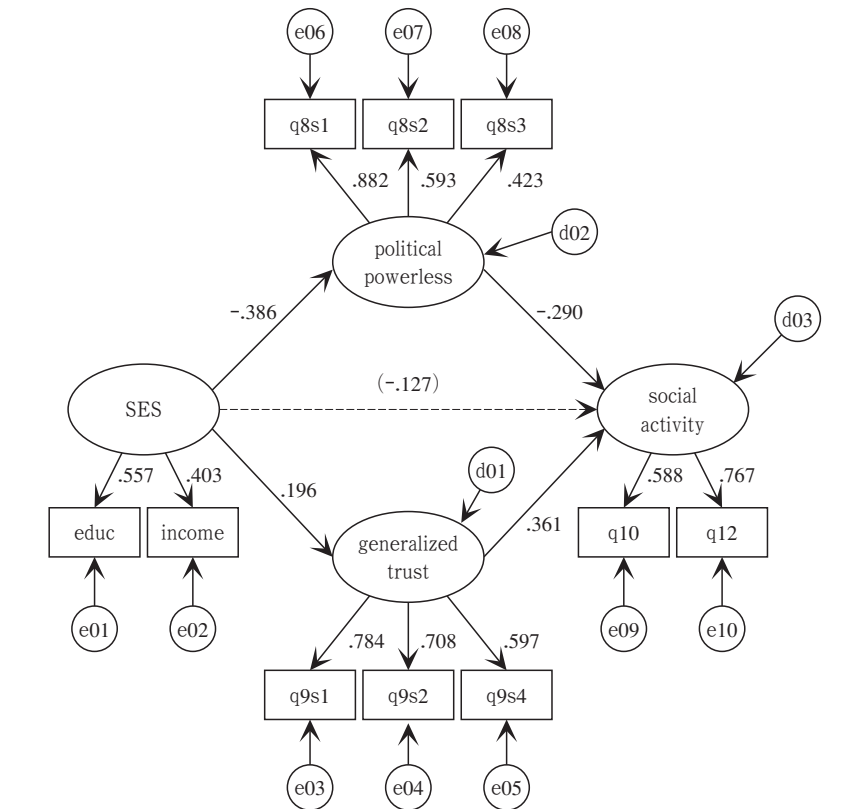 e06 e07 e08
q8s1 q8s2 q8s3
.882 .593 .423
d02
political
powerless
-.386 -.290
d03
(-.127)
SES
social
activity
.557 .403
.196
d01
.361
.588 .767
educ income
generalized
trust
q10 q12
e01 e02
e09 e10
.784 .708 .597
q9s1 q9s2 q9s4
e03 e04 e05